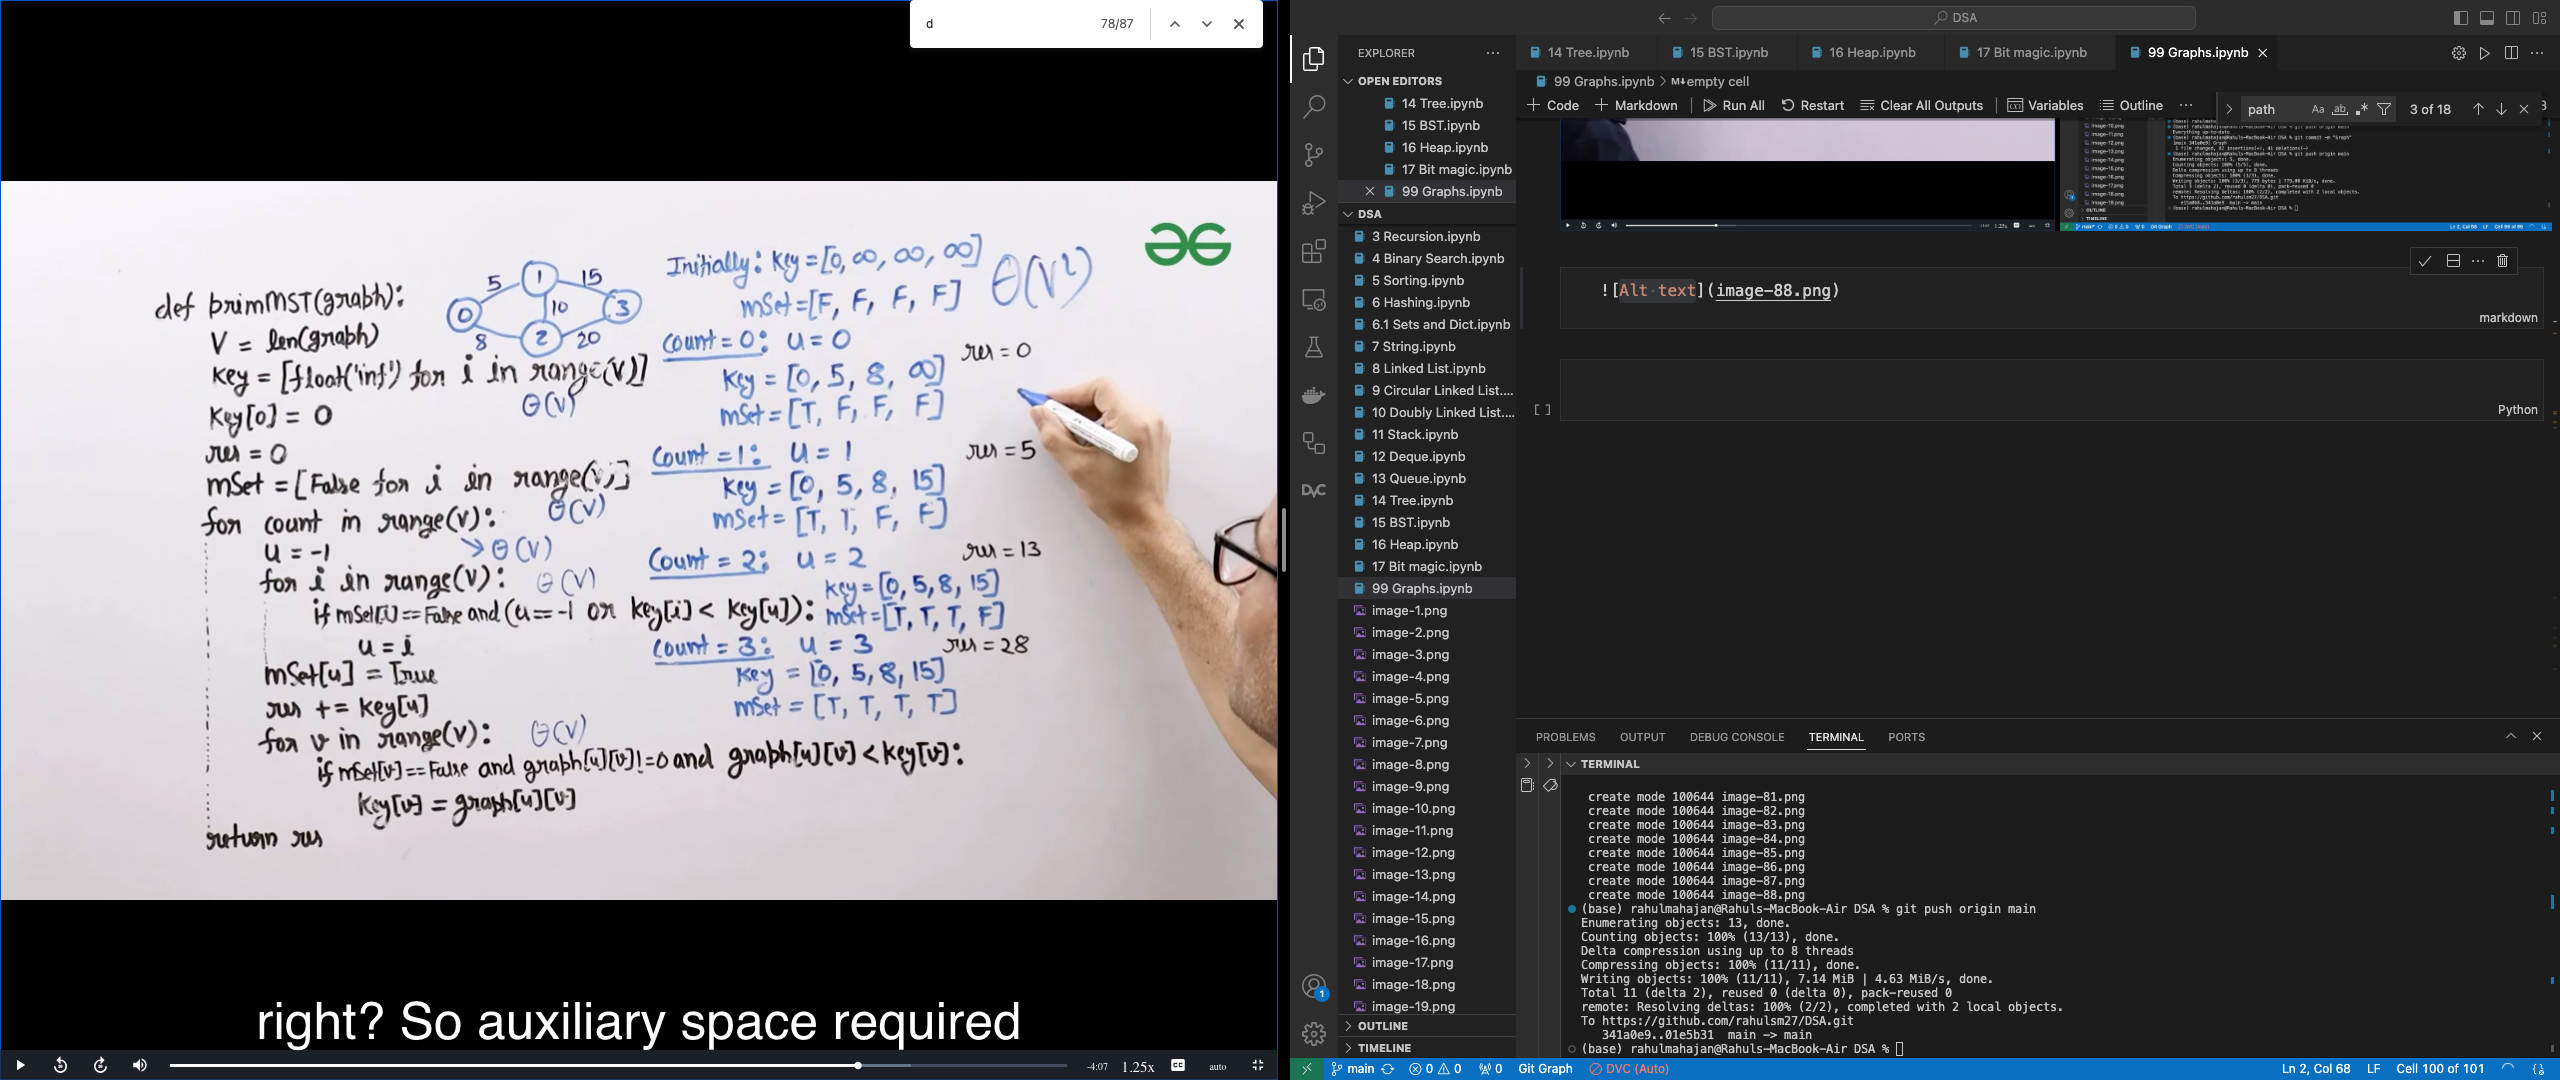 d 78/87
def primMST(graph):
V = len(graph)
key = [float('inf') for i in range(V)]
θ(V)
key[0] = 0
res = 0
mSet = [False for i in range(V)]
θ(V)
for count in range(V):
→ θ(V)
u = -1
for i in range(V): θ(V)
if mSet[i]==False and (u==-1 or key[i] < key[u]):
u = i
mSet[u] = True
res += key[u]
for v in range(V): θ(V)
if mSet[v]==False and graph[u][v]!=0 and graph[u][v] < key[v]:
key[v] = graph[u][v]
return res
5 1 15
0 10 3
8 2 20
Initially: key = [0, ∞, ∞, ∞] θ(V²)
mSet = [F, F, F, F]
count = 0: u = 0
res = 0
key = [0, 5, 8, ∞]
mSet = [T, F, F, F]
count = 1: u = 1
res = 5
key = [0, 5, 8, 15]
mSet = [T, T, F, F]
count = 2: u = 2
res = 13
key = [0, 5, 8, 15]
mSet = [T, T, T, F]
count = 3: u = 3
res = 28
key = [0, 5, 8, 15]
mSet = [T, T, T, T]
right? So auxiliary space required
-4:07 1.25x CC auto
DSA
EXPLORER
OPEN EDITORS
14 Tree.ipynb
15 BST.ipynb
16 Heap.ipynb
17 Bit magic.ipynb
99 Graphs.ipynb
DSA
3 Recursion.ipynb
4 Binary Search.ipynb
5 Sorting.ipynb
6 Hashing.ipynb
6.1 Sets and Dict.ipynb
7 String.ipynb
8 Linked List.ipynb
9 Circular Linked List....
10 Doubly Linked List....
11 Stack.ipynb
12 Deque.ipynb
13 Queue.ipynb
14 Tree.ipynb
15 BST.ipynb
16 Heap.ipynb
17 Bit magic.ipynb
99 Graphs.ipynb
image-1.png
image-2.png
image-3.png
image-4.png
image-5.png
image-6.png
image-7.png
image-8.png
image-9.png
image-10.png
image-11.png
image-12.png
image-13.png
image-14.png
image-15.png
image-16.png
image-17.png
image-18.png
image-19.png
OUTLINE
TIMELINE
DVC
1
14 Tree.ipynb 15 BST.ipynb 16 Heap.ipynb 17 Bit magic.ipynb 99 Graphs.ipynb
99 Graphs.ipynb > M↓ empty cell
+ Code + Markdown Run All Restart Clear All Outputs Variables Outline ...
path Aa ab 3 of 18
![Alt text](image-88.png)
markdown
[ ]
Python
PROBLEMS OUTPUT DEBUG CONSOLE TERMINAL PORTS
TERMINAL
create mode 100644 image-81.png
create mode 100644 image-82.png
create mode 100644 image-83.png
create mode 100644 image-84.png
create mode 100644 image-85.png
create mode 100644 image-86.png
create mode 100644 image-87.png
create mode 100644 image-88.png
(base) rahulmahajan@Rahuls-MacBook-Air DSA % git push origin main
Enumerating objects: 13, done.
Counting objects: 100% (13/13), done.
Delta compression using up to 8 threads
Compressing objects: 100% (11/11), done.
Writing objects: 100% (11/11), 7.14 MiB | 4.63 MiB/s, done.
Total 11 (delta 2), reused 0 (delta 0), pack-reused 0
remote: Resolving deltas: 100% (2/2), completed with 2 local objects.
To https://github.com/rahulsm27/DSA.git
341a0e9..01e5b31 main -> main
(base) rahulmahajan@Rahuls-MacBook-Air DSA %
main 0 0 0 Git Graph DVC (Auto) Ln 2, Col 68 LF Cell 100 of 101